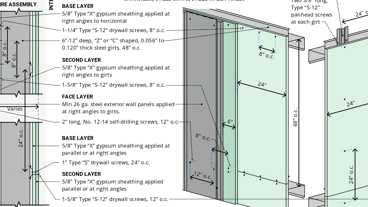 RE ASSEMBLY
BASE LAYER
5/8" Type "X" gypsum sheathing applied at
right angles to horizontal
1-1/4" Type "S-12" drywall screws, 8" o.c.
6"-12 deep, "Z" or "C" shaped, 0.056" to
0.120" thick steel girts, 48" o.c.
SECOND LAYER
5/8" Type "X" gypsum sheathing applied at
right angles to girts
1-5/8" Type "S-12" drywall screws, 8" o.c.
FACE LAYER
Min 26 ga. steel exterior wall panels applied
at right angles to girts.
2" long, No. 12-14 self-drilling screws, 12" o.c.
BASE LAYER
5/8" Type "X" gypsum sheathing applied at
parallel or at right angles
1" Type "S" drywall screws, 24" o.c.
SECOND LAYER
5/8" Type "X" gypsum sheathing applied at
parallel or at right angles
1-5/8" Type "S-12" drywall screws, 12" o.c.
Varies
24" o.c.
8" o.c.
24"
6"
8" o.c.
12" o.c.
48" o.c.
Type "S-12"
panhead screws
at each girt
24"
24" o.c.